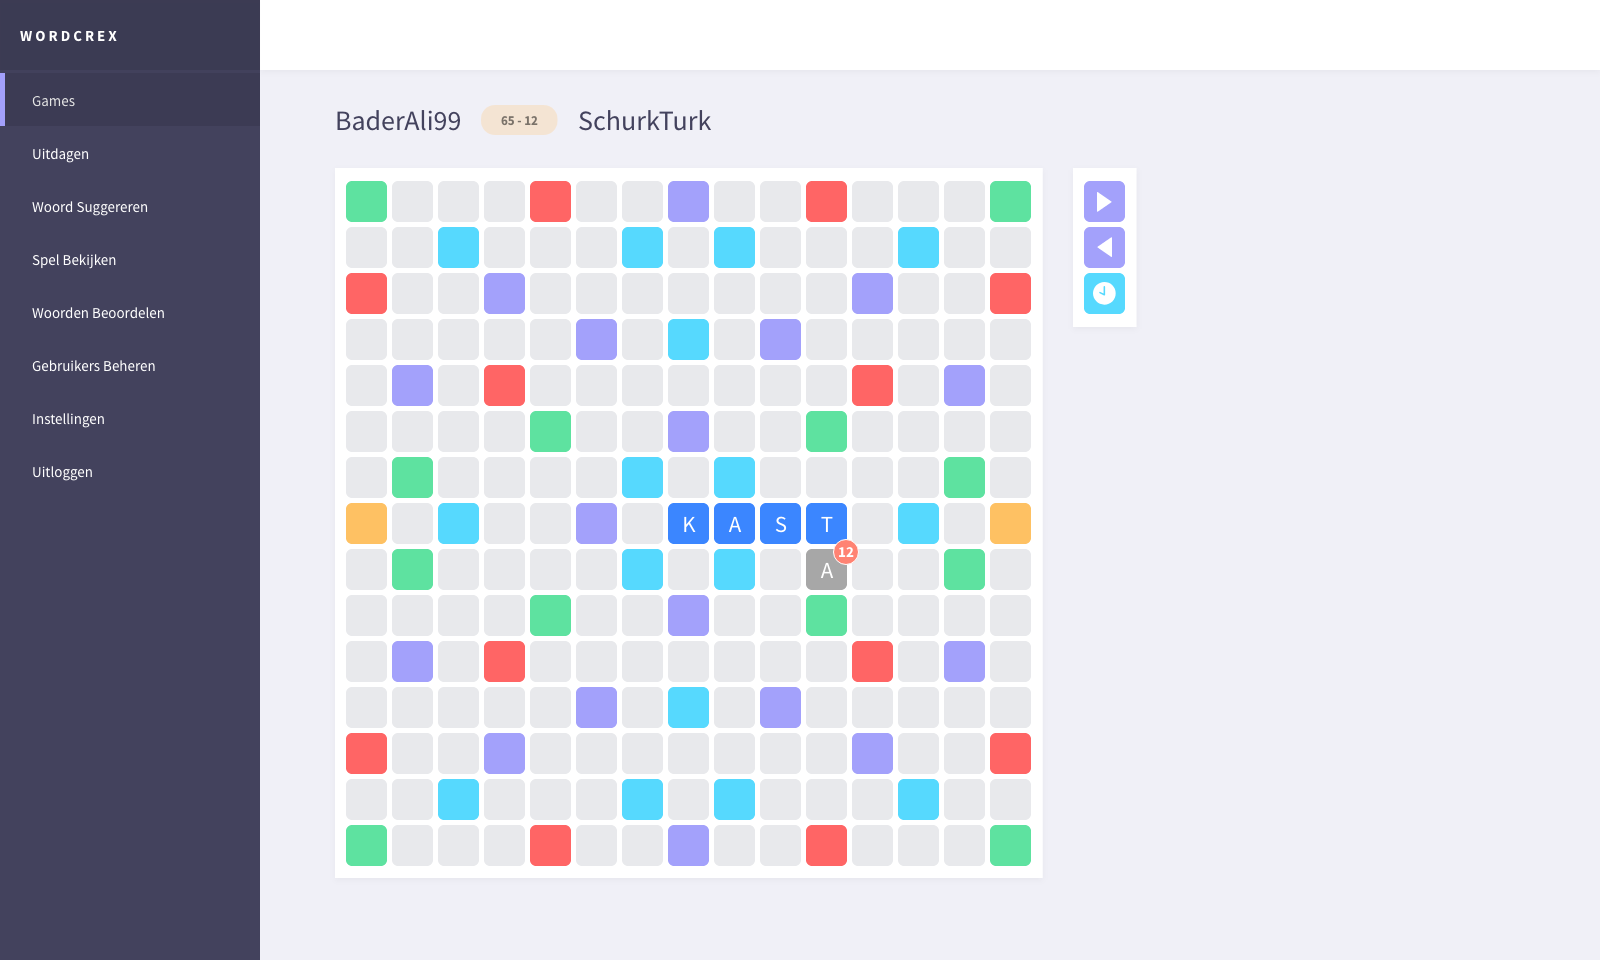 WORDCREX
Games
Uitdagen
Woord Suggereren
Spel Bekijken
Woorden Beoordelen
Gebruikers Beheren
Instellingen
Uitloggen
BaderAli99 65 - 12 SchurkTurk
K A S T
12
A